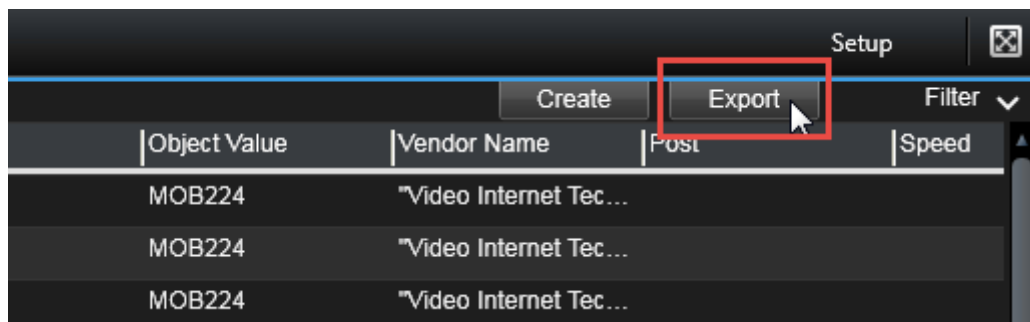 Setup
Create Export Filter
Object Value Vendor Name Post Speed
MOB224 "Video Internet Tec...
MOB224 "Video Internet Tec...
MOB224 "Video Internet Tec...